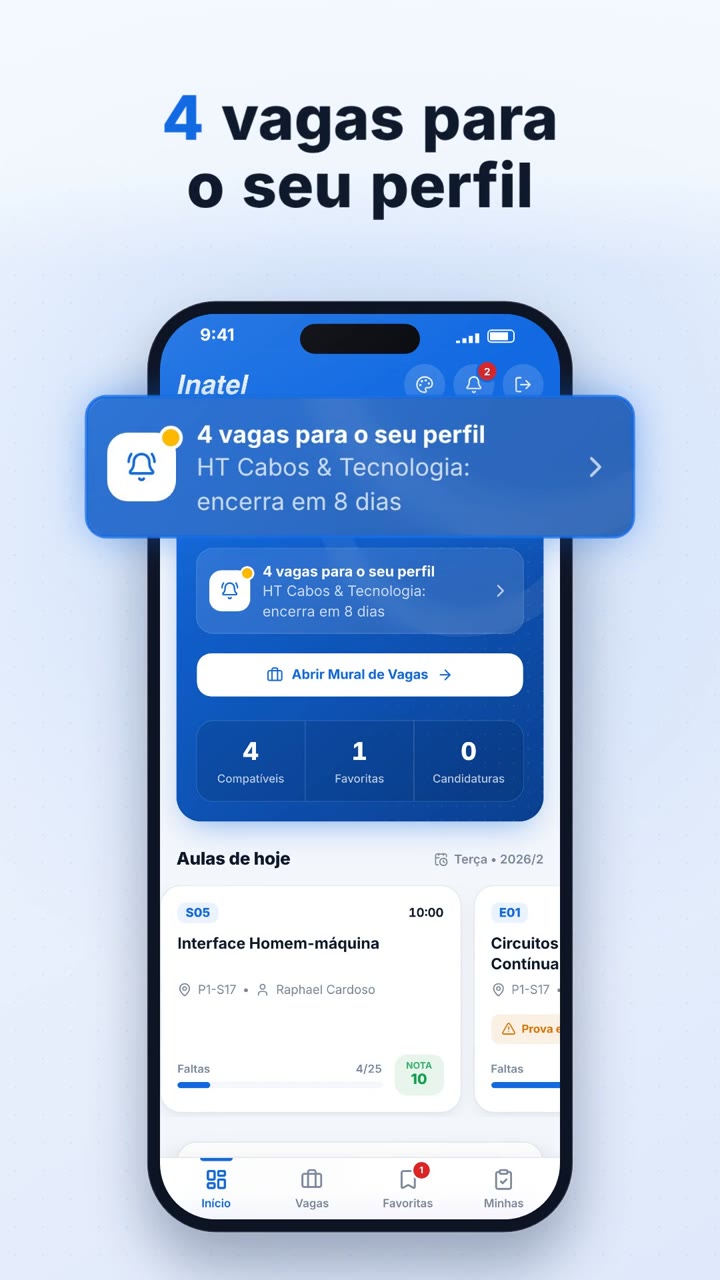 4 vagas para
o seu perfil
9:41
Inatel
2
4 vagas para o seu perfil
HT Cabos & Tecnologia:
encerra em 8 dias
4 vagas para o seu perfil
HT Cabos & Tecnologia:
encerra em 8 dias
Abrir Mural de Vagas
4
Compatíveis
1
Favoritas
0
Candidaturas
Aulas de hoje
Terça • 2026/2
S05
10:00
Interface Homem-máquina
P1-S17 • Raphael Cardoso
Faltas
4/25
NOTA
10
E01
Circuitos
Contínua
P1-S17 •
Prova e
Faltas
Início
Vagas
1
Favoritas
Minhas